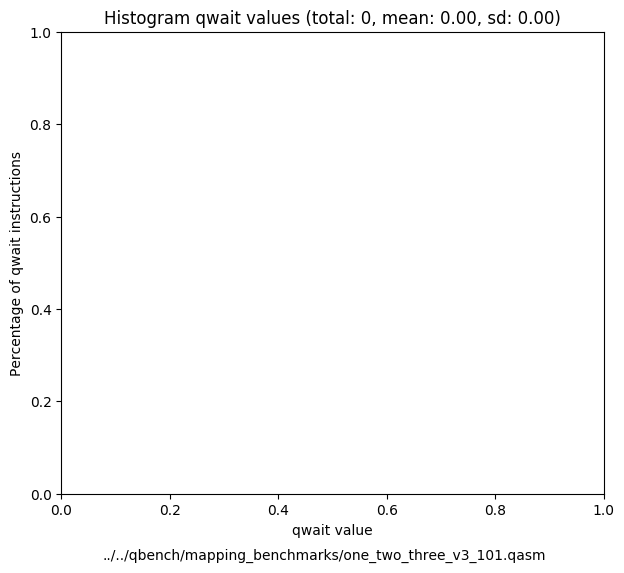 Histogram qwait values (total: 0, mean: 0.00, sd: 0.00)
1.0
0.8
0.6
0.4
0.2
0.0
Percentage of qwait instructions
0.0 0.2 0.4 0.6 0.8 1.0
qwait value
../../qbench/mapping_benchmarks/one_two_three_v3_101.qasm